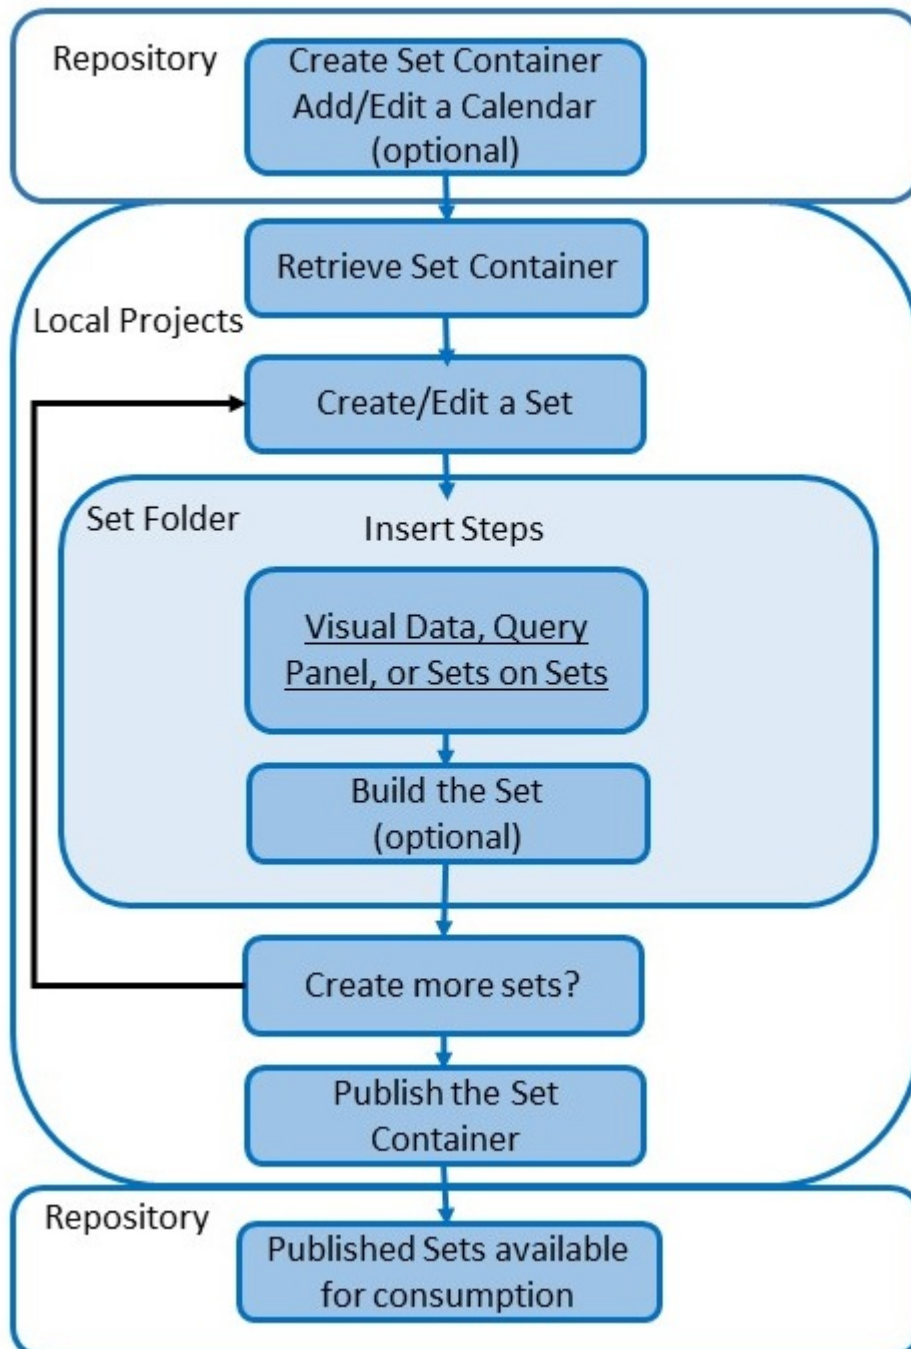 Repository
Create Set Container
Add/Edit a Calendar
(optional)
Retrieve Set Container
Local Projects
Create/Edit a Set
Set Folder
Insert Steps
Visual Data, Query
Panel, or Sets on Sets
Build the Set
(optional)
Create more sets?
Publish the Set
Container
Repository
Published Sets available
for consumption